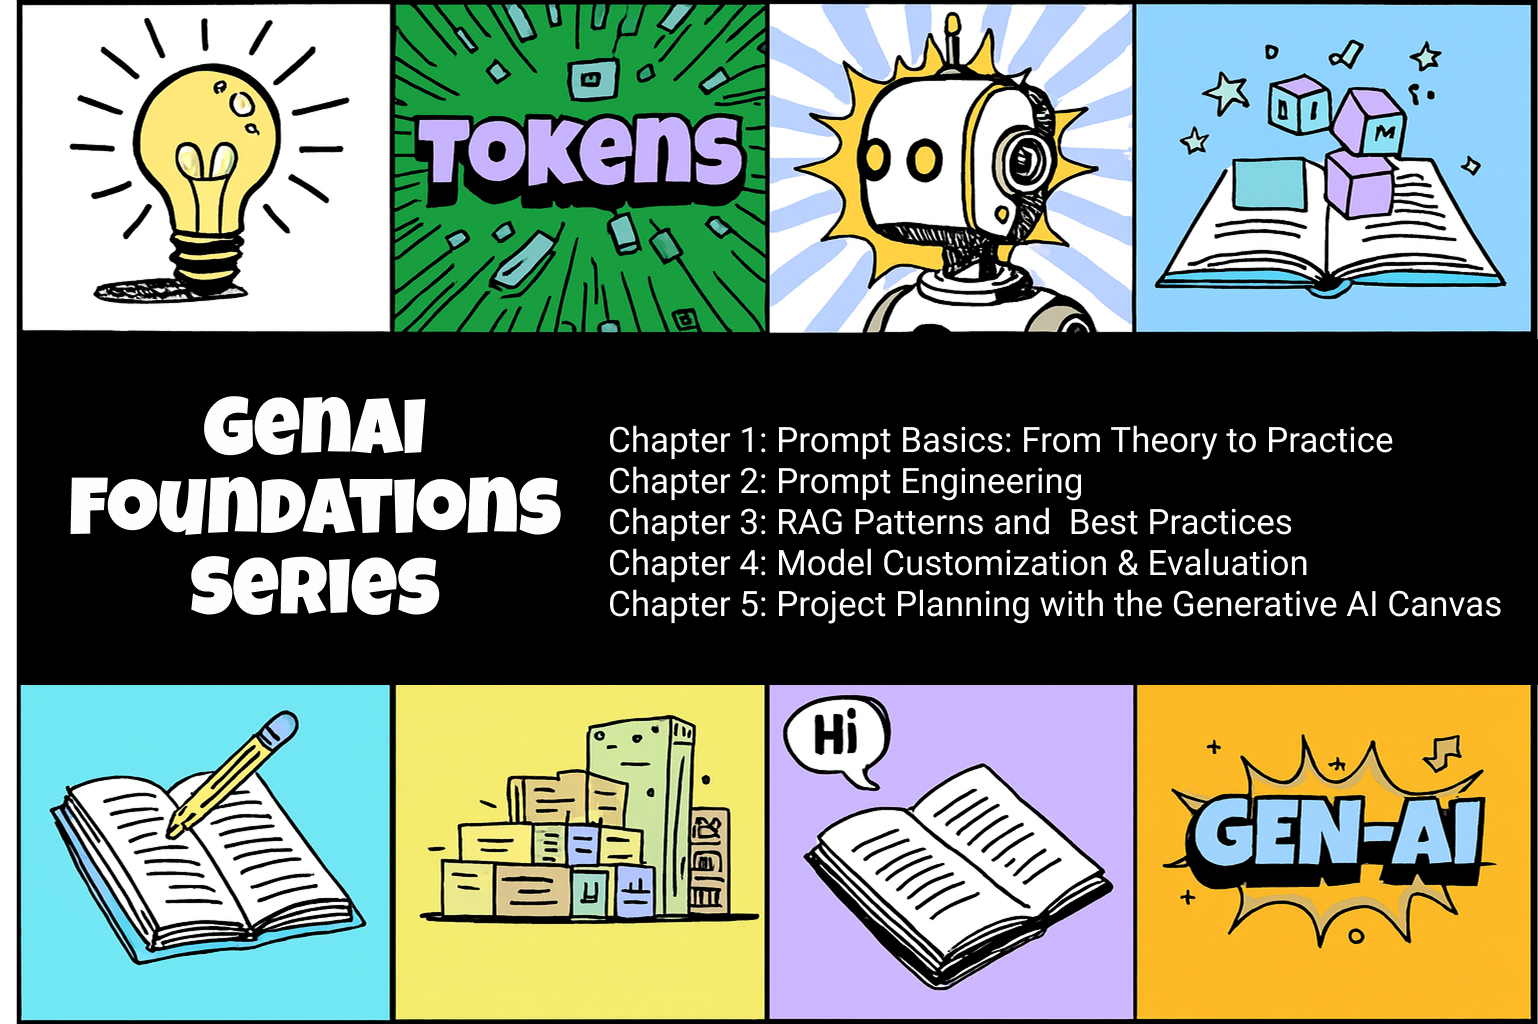 TOKENS
D I
M
GenAI
Foundations
Series
Chapter 1: Prompt Basics: From Theory to Practice
Chapter 2: Prompt Engineering
Chapter 3: RAG Patterns and  Best Practices
Chapter 4: Model Customization & Evaluation
Chapter 5: Project Planning with the Generative AI Canvas
Hi
GEN-AI